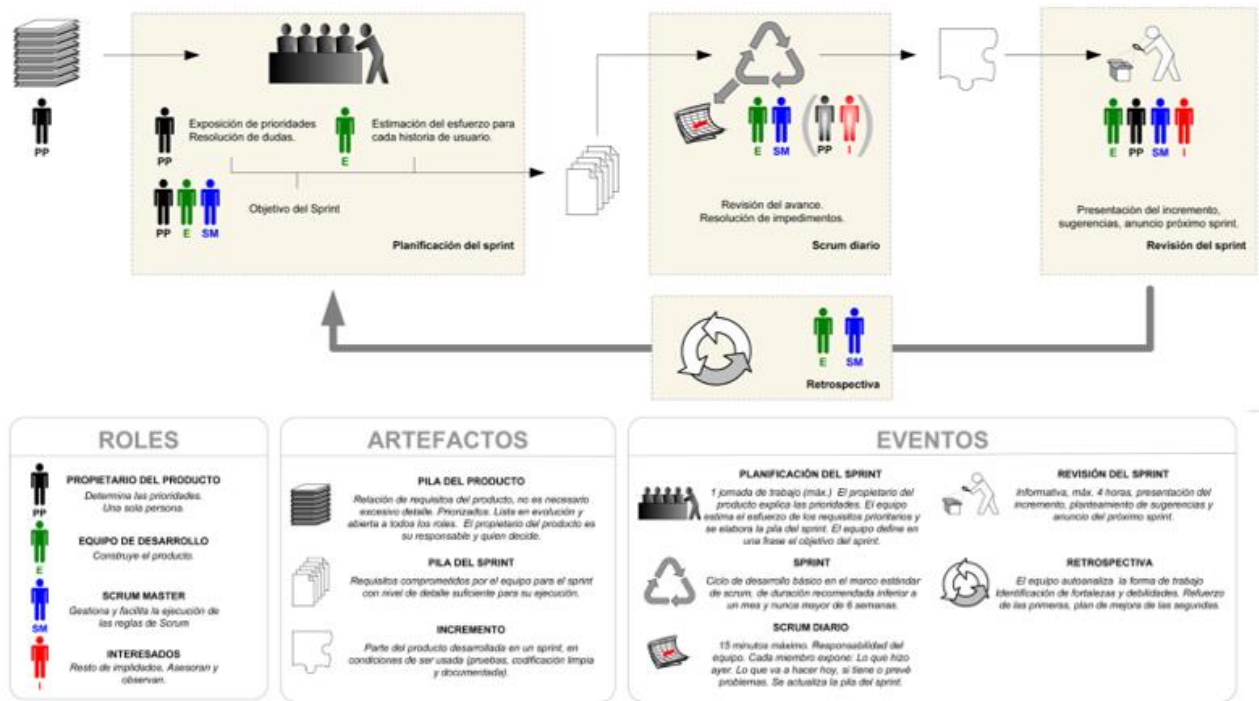 PP
Exposición de prioridades
Resolución de dudas.
PP
Estimación del esfuerzo para
cada historia de usuario.
E
Objetivo del Sprint
PP E SM
Planificación del sprint
E SM PP I
Revisión del avance.
Resolución de impedimentos.
Scrum diario
E PP SM I
Presentación del incremento,
sugerencias, anuncio próximo sprint.
Revisión del sprint
E SM
Retrospectiva
ROLES
PROPIETARIO DEL PRODUCTO
Determina las prioridades.
Una sola persona.
PP
EQUIPO DE DESARROLLO
Construye el producto.
E
SCRUM MASTER
Gestiona y facilita la ejecución de
las reglas de Scrum
SM
INTERESADOS
Resto de implidados. Asesoran y
observan.
I
ARTEFACTOS
PILA DEL PRODUCTO
Relación de requisitos del producto, no es necesario
excesivo detalle. Priorizados. Lista en evolución y
abierta a todos los roles. El propietario del producto es
su responsable y quien decide.
PILA DEL SPRINT
Requisitos comprometidos por el equipo para el sprint
con nivel de detalle suficiente para su ejecución.
INCREMENTO
Parte del producto desarrollada en un sprint, en
condiciones de ser usada (pruebas, codificación limpia
y documentada).
EVENTOS
PLANIFICACIÓN DEL SPRINT
1 jornada de trabajo (máx.) El propietario del
producto explica las prioridades. El equipo
estima el esfuerzo de los requisitos prioritarios y
se elabora la pila del sprint. El equipo define en
una frase el objetivo del sprint.
SPRINT
Ciclo de desarrollo básico en el marco estándar
de scrum, de duración recomendada inferior a
un mes y nunca mayor de 6 semanas.
SCRUM DIARIO
15 minutos máximo. Responsabilidad del
equipo. Cada miembro expone: Lo que hizo
ayer. Lo que va a hacer hoy, si tiene o prevé
problemas. Se actualiza la pila del sprint.
REVISIÓN DEL SPRINT
Informativa, máx. 4 horas, presentación del
incremento, planteamiento de sugerencias y
anuncio del próximo sprint.
RETROSPECTIVA
El equipo autoanaliza la forma de trabajo
Identificación de fortalezas y debilidades. Refuerzo
de las primeras, plan de mejora de las segundas.